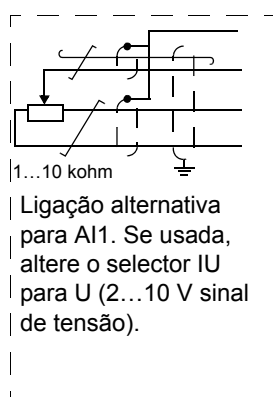 1…10 kohm
Ligação alternativa
para AI1. Se usada,
altere o selector IU
para U (2…10 V sinal
de tensão).